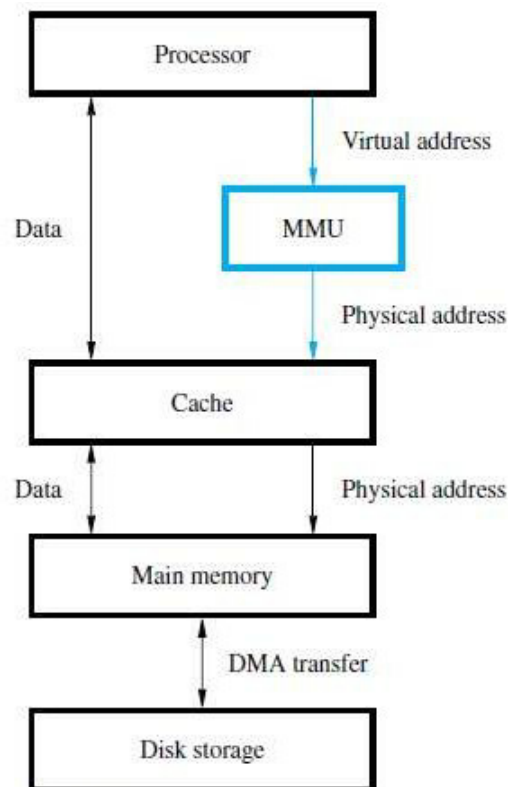 Processor
Virtual address
Data
MMU
Physical address
Cache
Data
Physical address
Main memory
DMA transfer
Disk storage